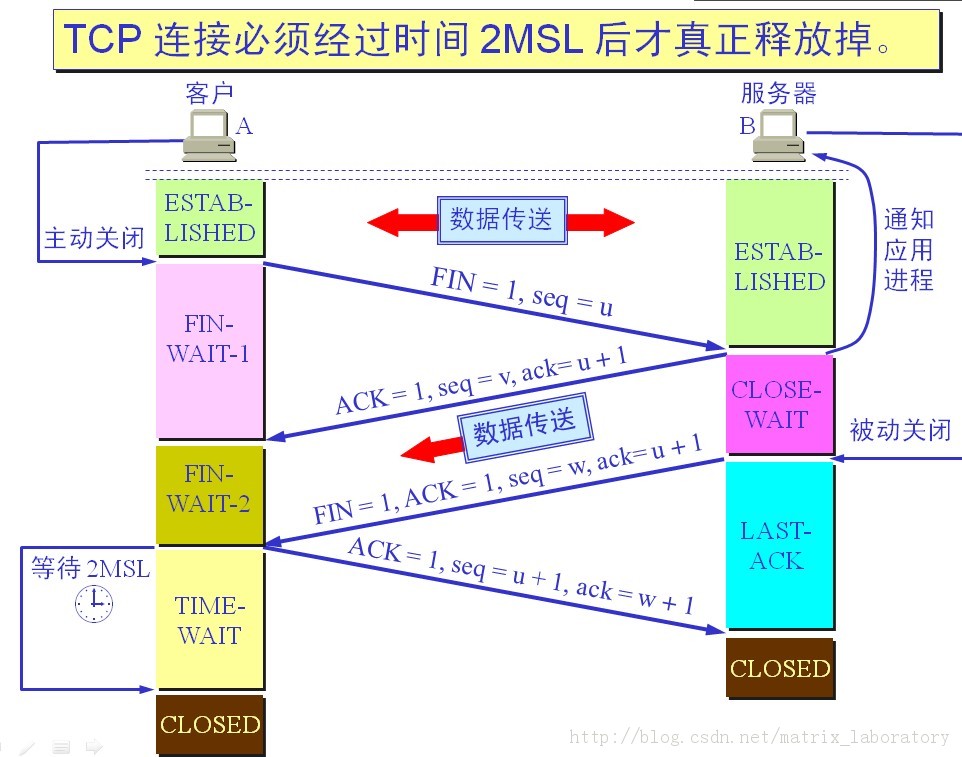 TCP 连接必须经过时间 2MSL 后才真正释放掉。
客户
服务器
A
B
ESTAB-
LISHED
数据传送
通知
应用
进程
主动关闭
ESTAB-
LISHED
FIN = 1, seq = u
FIN-
WAIT-1
ACK = 1, seq = v, ack= u + 1
CLOSE-
WAIT
数据传送
被动关闭
FIN-
WAIT-2
FIN = 1, ACK = 1, seq = w, ack= u + 1
LAST-
ACK
等待 2MSL
ACK = 1, seq = u + 1, ack = w + 1
TIME-
WAIT
CLOSED
CLOSED
http://blog.csdn.net/matrix_laboratory